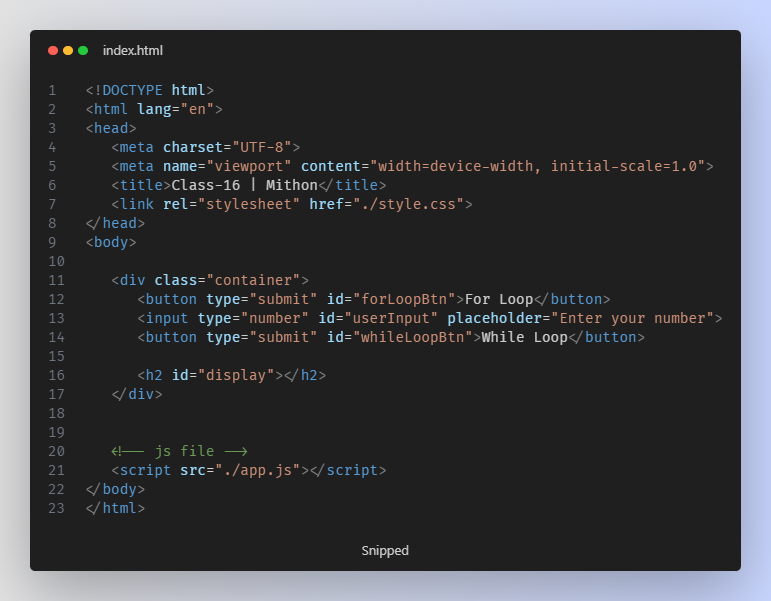 index.html
1 <!DOCTYPE html>
2 <html lang="en">
3 <head>
4    <meta charset="UTF-8">
5    <meta name="viewport" content="width=device-width, initial-scale=1.0">
6    <title>Class-16 | Mithon</title>
7    <link rel="stylesheet" href="./style.css">
8 </head>
9 <body>
10
11    <div class="container">
12       <button type="submit" id="forLoopBtn">For Loop</button>
13       <input type="number" id="userInput" placeholder="Enter your number">
14       <button type="submit" id="whileLoopBtn">While Loop</button>
15
16       <h2 id="display"></h2>
17    </div>
18
19
20    <!-- js file -->
21    <script src="./app.js"></script>
22 </body>
23 </html>
Snipped